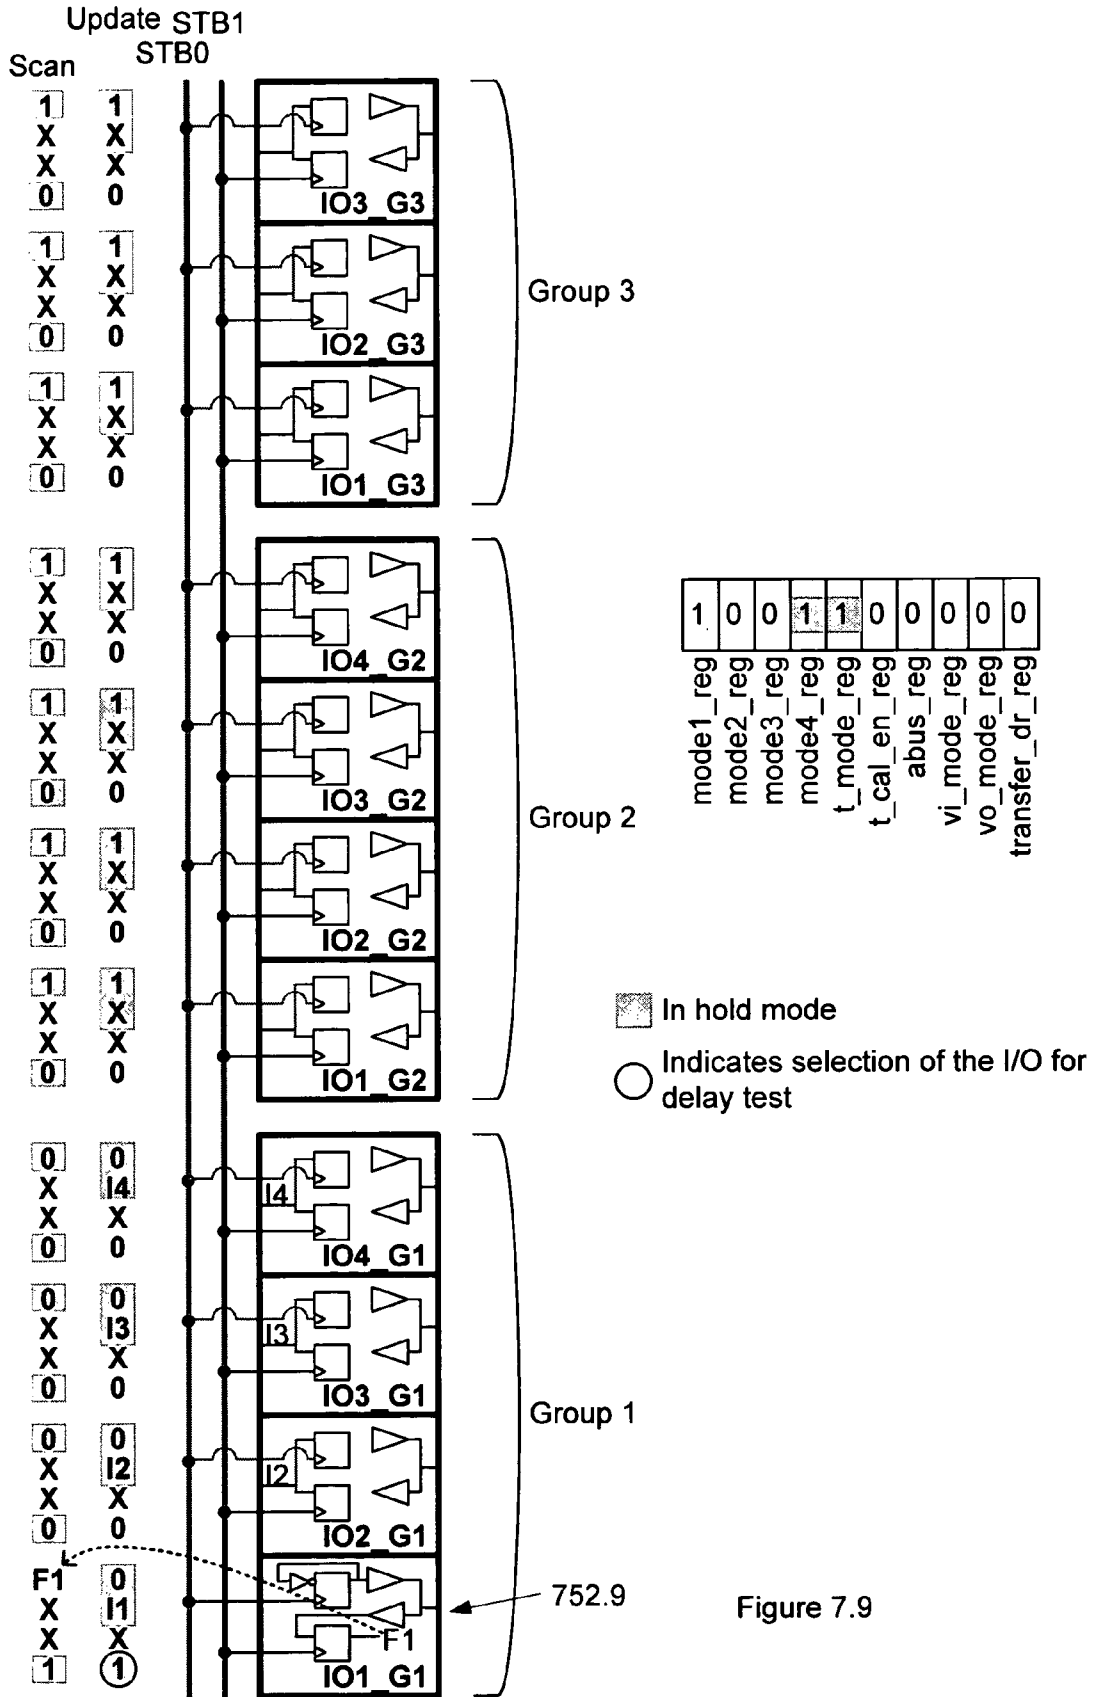 Update STB1
STB0
Scan
1 1
X X
X X
0 0
IO3_G3
1 1
X X
X X
0 0
IO2_G3
1 1
X X
X X
0 0
IO1_G3
Group 3
1 1
X X
X X
0 0
IO4_G2
1 1
X X
X X
0 0
IO3_G2
1 1
X X
X X
0 0
IO2_G2
1 1
X X
X X
0 0
IO1_G2
Group 2
1 0 0 1 1 0 0 0 0 0
mode1_reg
mode2_reg
mode3_reg
mode4_reg
t_mode_reg
t_cal_en_reg
abus_reg
vi_mode_reg
vo_mode_reg
transfer_dr_reg
In hold mode
Indicates selection of the I/O for
delay test
0 0
X I4
X X
0 0
I4
IO4_G1
0 0
X I3
X X
0 0
I3
IO3_G1
0 0
X I2
X X
0 0
I2
IO2_G1
Group 1
F1 0
X I1
X X
1 1
F1
IO1_G1
752.9
Figure 7.9